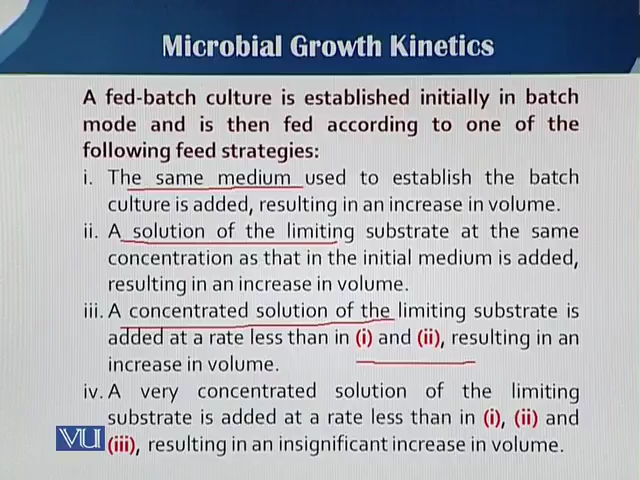 Microbial Growth Kinetics
A fed-batch culture is established initially in batch
mode and is then fed according to one of the
following feed strategies:
i. The same medium used to establish the batch
culture is added, resulting in an increase in volume.
ii. A solution of the limiting substrate at the same
concentration as that in the initial medium is added,
resulting in an increase in volume.
iii. A concentrated solution of the limiting substrate is
added at a rate less than in (i) and (ii), resulting in an
increase in volume.
iv. A very concentrated solution of the limiting
substrate is added at a rate less than in (i), (ii) and
(iii), resulting in an insignificant increase in volume.
VU